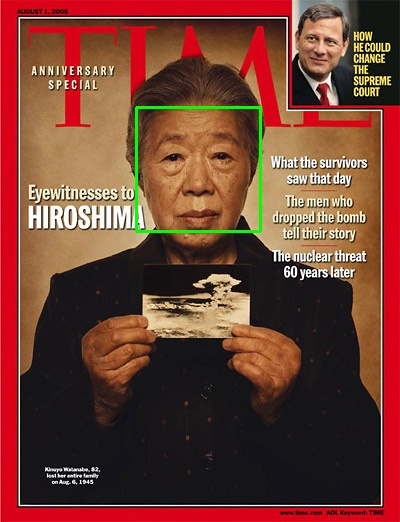 AUGUST 1, 2005
TIME
ANNIVERSARY
SPECIAL
HOW
HE COULD
CHANGE
THE
SUPREME
COURT
What the survivors
saw that day
The men who
dropped the bomb
tell their story
The nuclear threat
60 years later
Eyewitnesses to
HIROSHIMA
Kinuyo Watanabe, 82,
lost her entire family
on Aug. 6, 1945
www.time.com AOL Keyword: TIME